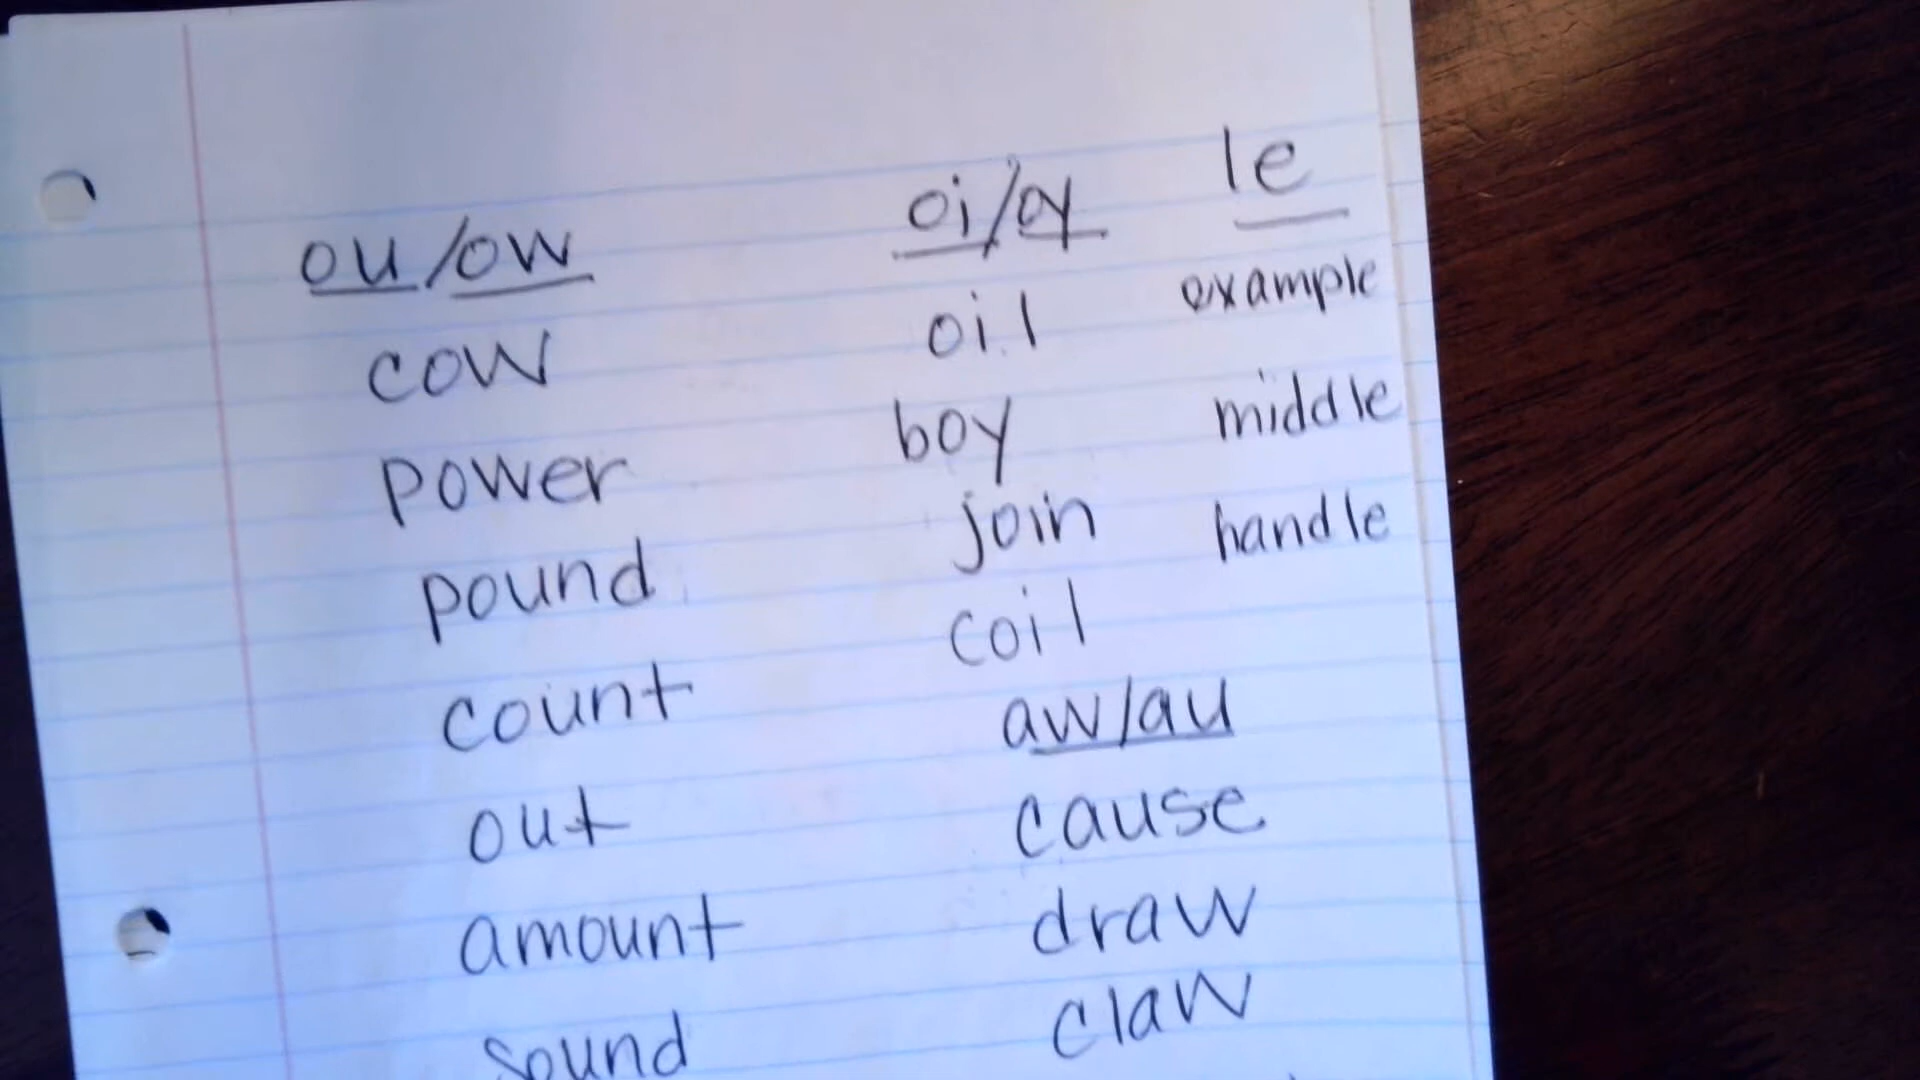 ou/ow
cow
power
pound
count
out
amount
sound
oi/oy
oil
boy
join
coil
aw/au
cause
draw
claw
le
example
middle
handle